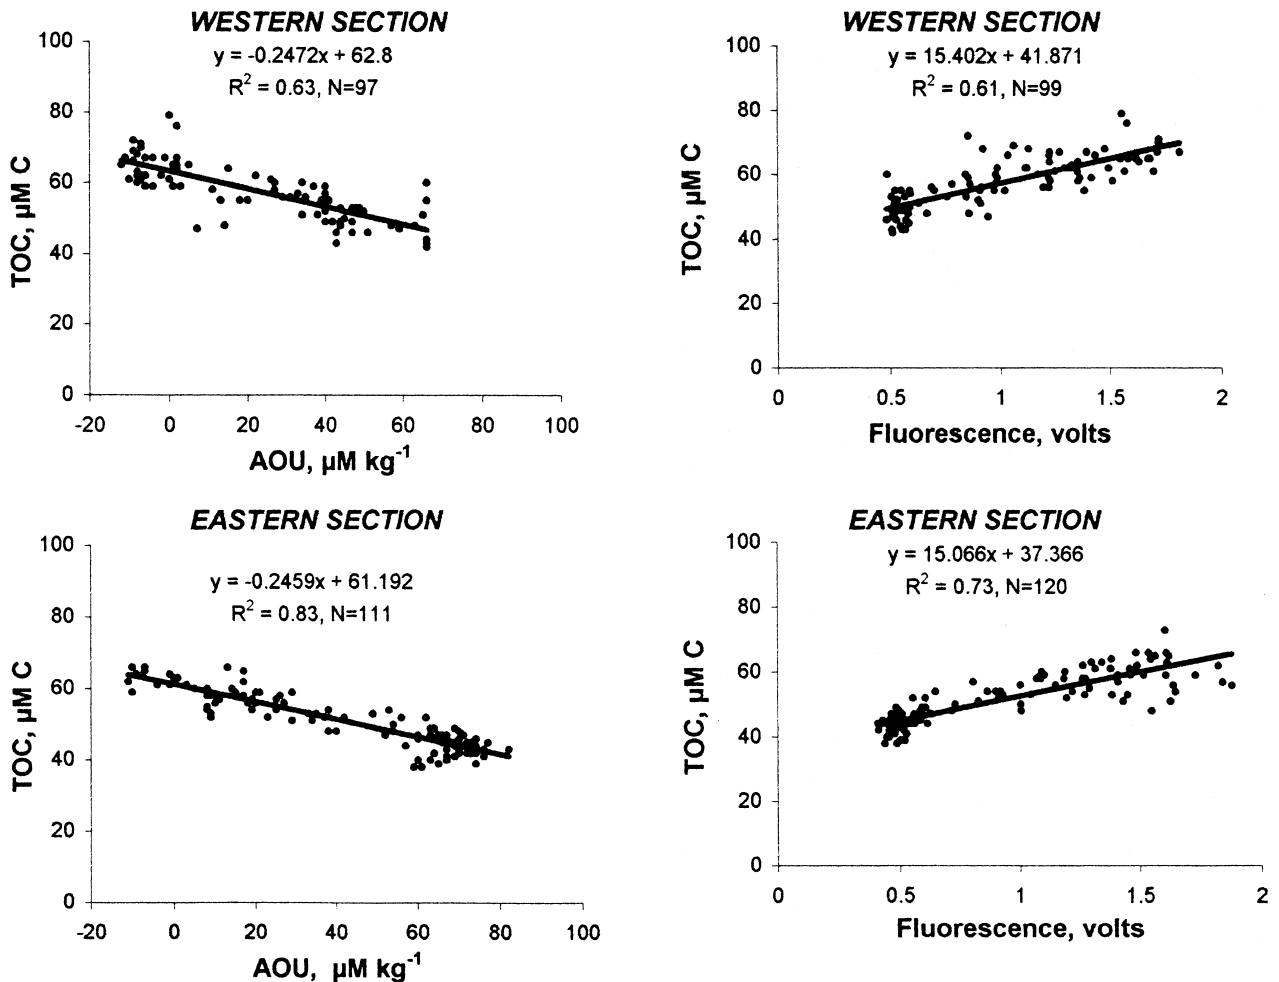 WESTERN SECTION
y = -0.2472x + 62.8
R² = 0.63, N=97
100
80
60
40
20
0
TOC, µM C
-20 0 20 40 60 80 100
AOU, µM kg⁻¹
WESTERN SECTION
y = 15.402x + 41.871
R² = 0.61, N=99
100
80
60
40
20
0
TOC, µM C
0 0.5 1 1.5 2
Fluorescence, volts
EASTERN SECTION
y = -0.2459x + 61.192
R² = 0.83, N=111
100
80
60
40
20
0
TOC, µM C
-20 0 20 40 60 80 100
AOU, µM kg⁻¹
EASTERN SECTION
y = 15.066x + 37.366
R² = 0.73, N=120
100
80
60
40
20
0
TOC, µM C
0 0.5 1 1.5 2
Fluorescence, volts